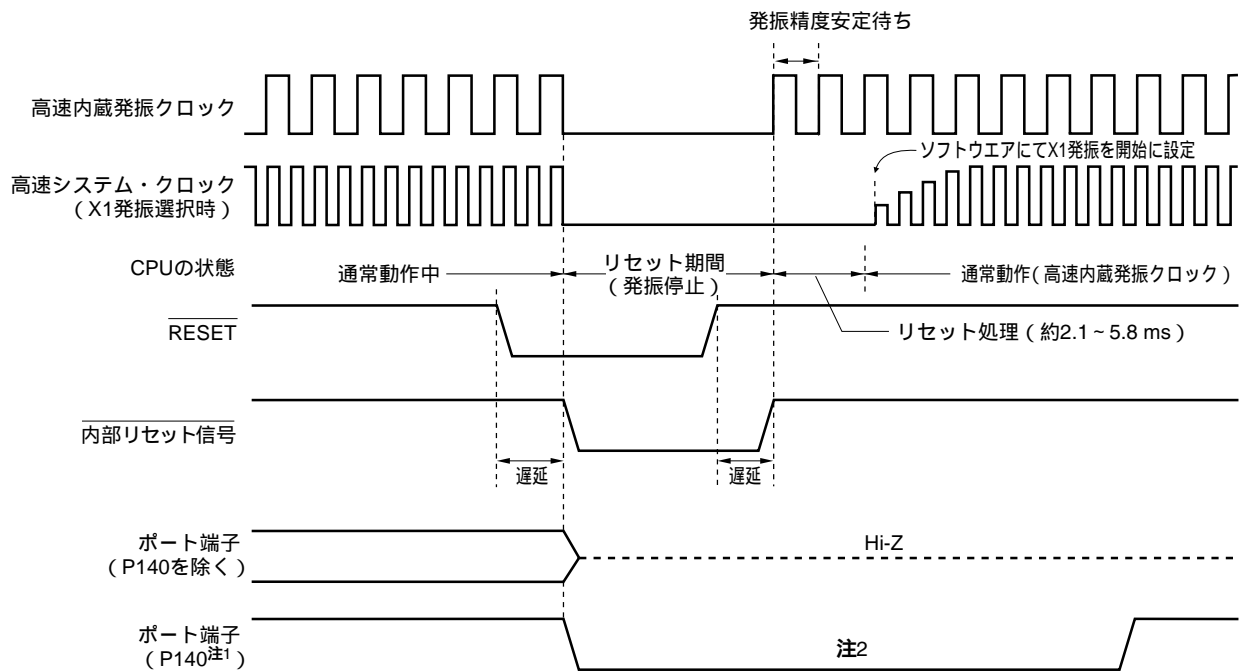 発振精度安定待ち
高速内蔵発振クロック
ソフトウエアにてX1発振を開始に設定
高速システム・クロック
（X1発振選択時）
CPUの状態
通常動作中
リセット期間
（発振停止）
通常動作（高速内蔵発振クロック）
RESET
リセット処理（約2.1～5.8 ms）
内部リセット信号
遅延
遅延
ポート端子
（P140を除く）
Hi-Z
ポート端子
（P140注1）
注2